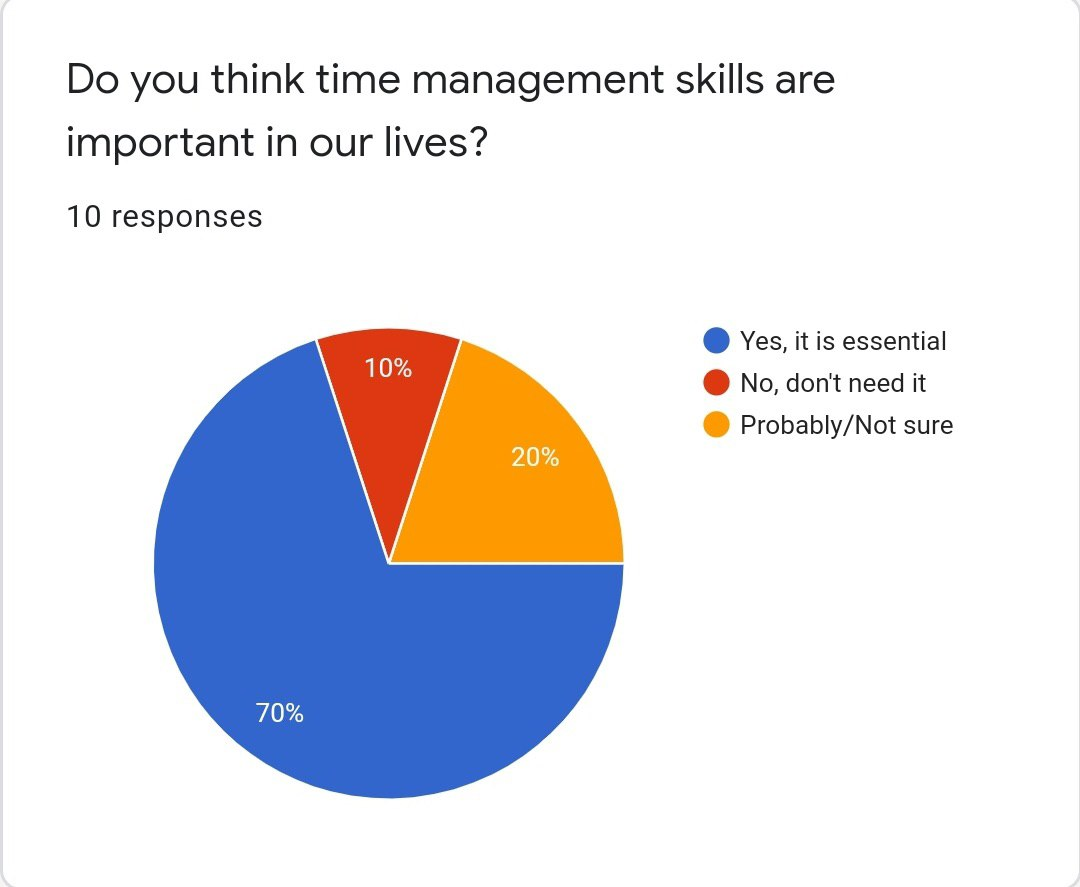 Do you think time management skills are
important in our lives?
10 responses
Yes, it is essential
No, don't need it
Probably/Not sure
10%
20%
70%